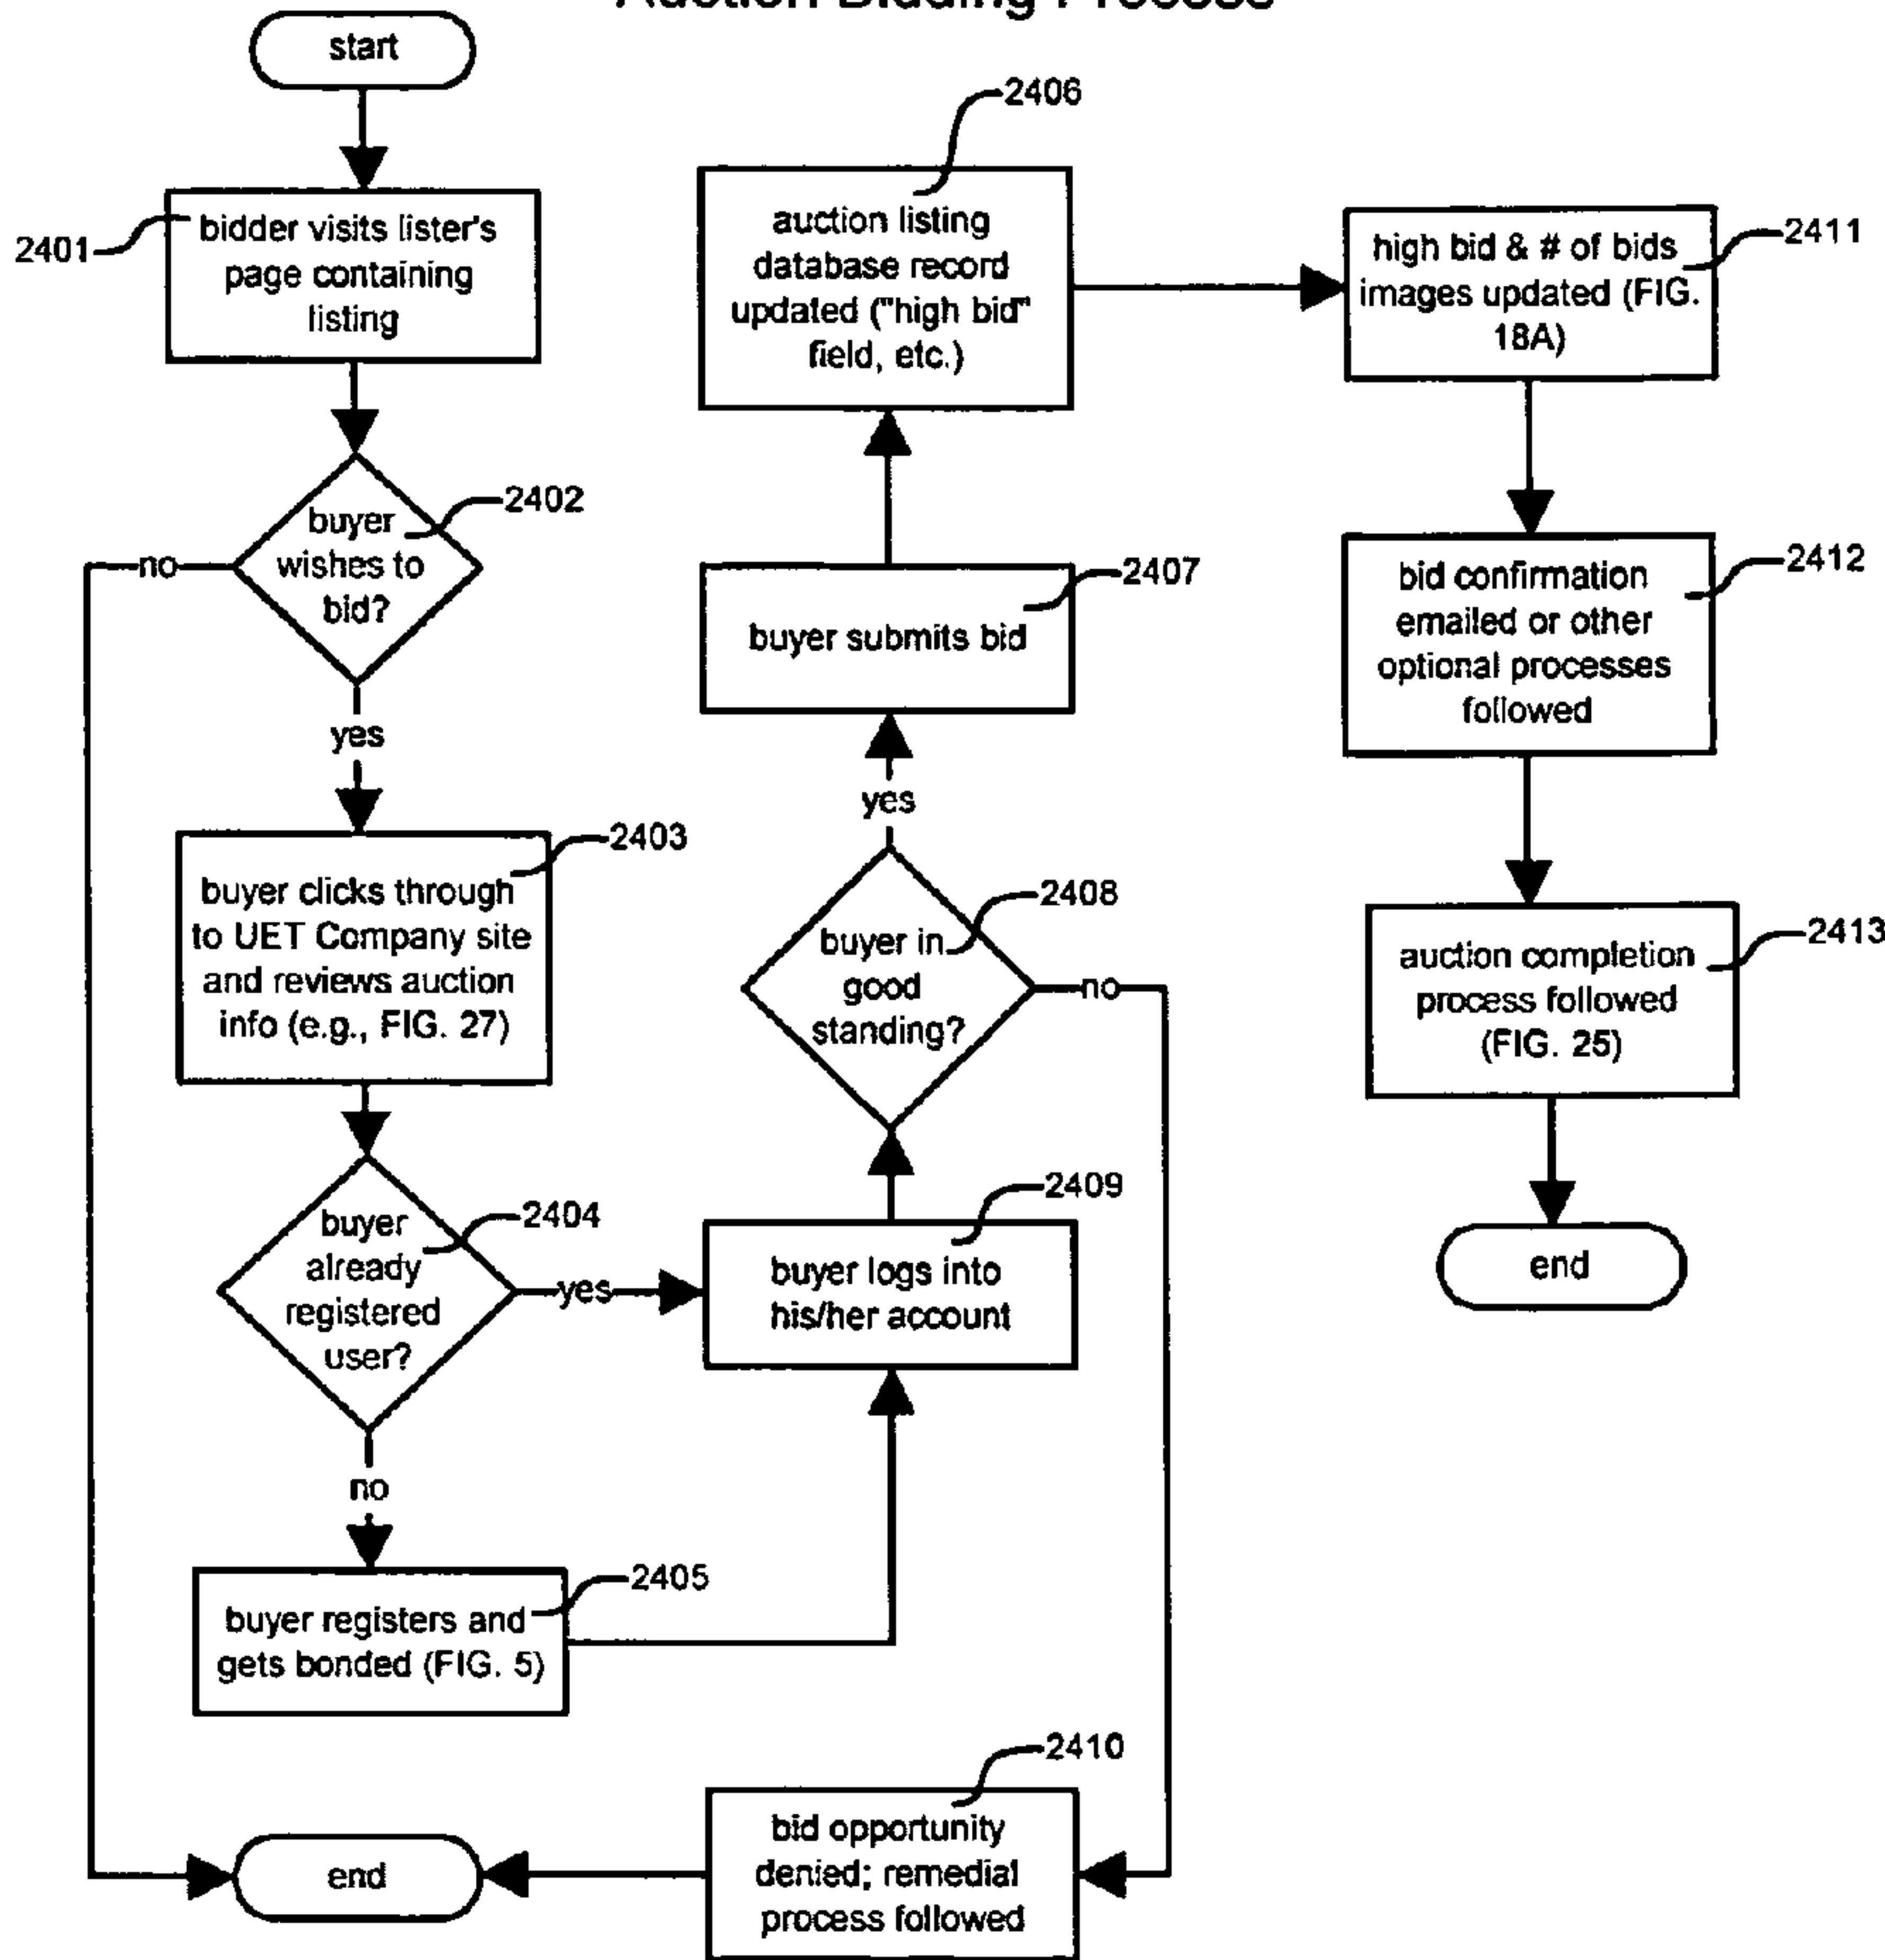 Auction Bidding Process
start
2401
bidder visits lister's
page containing
listing
2402
buyer
wishes to
bid?
no
yes
2403
buyer clicks through
to UET Company site
and reviews auction
info (e.g., FIG. 27)
2404
buyer
already
registered
user?
yes
no
2405
buyer registers and
gets bonded (FIG. 5)
end
2406
auction listing
database record
updated ("high bid"
field, etc.)
2407
buyer submits bid
yes
2408
buyer in
good
standing?
no
2409
buyer logs into
his/her account
2410
bid opportunity
denied; remedial
process followed
2411
high bid & # of bids
images updated (FIG.
18A)
2412
bid confirmation
emailed or other
optional processes
followed
2413
auction completion
process followed
(FIG. 25)
end